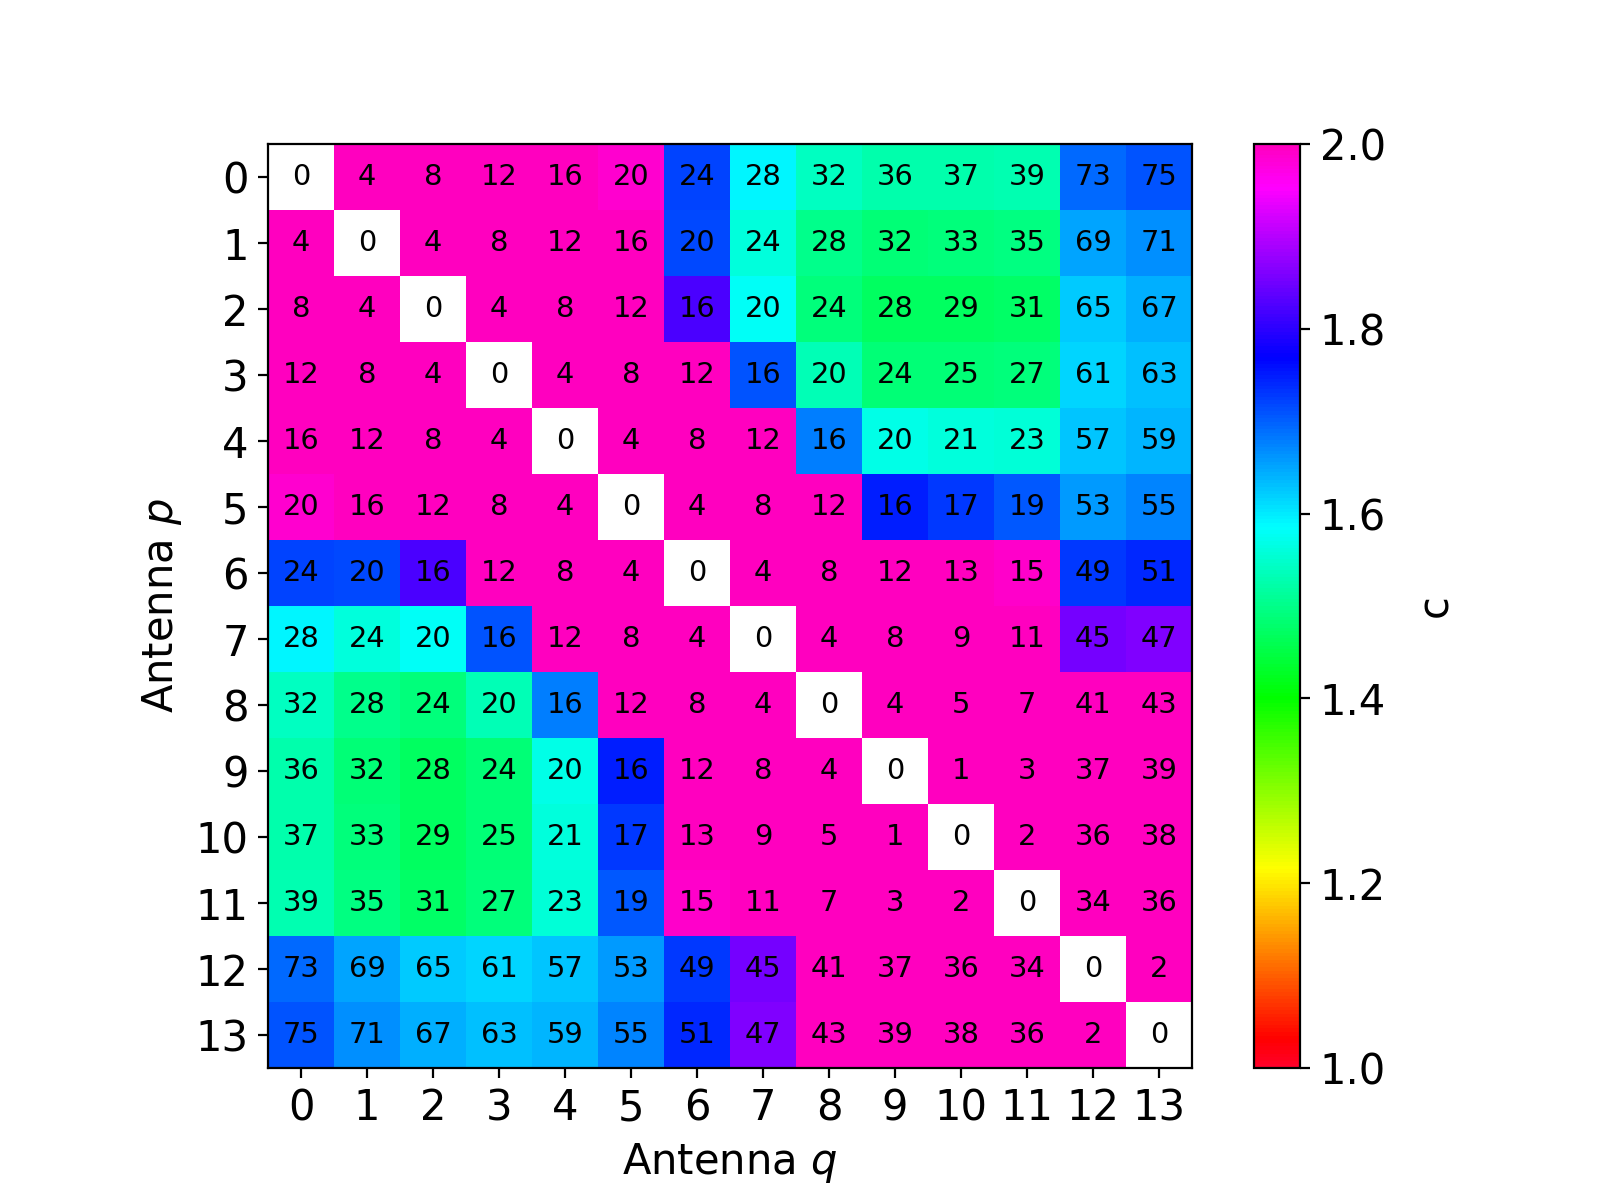 0 0 4 8 12 16 20 24 28 32 36 37 39 73 75
1 4 0 4 8 12 16 20 24 28 32 33 35 69 71
2 8 4 0 4 8 12 16 20 24 28 29 31 65 67
3 12 8 4 0 4 8 12 16 20 24 25 27 61 63
4 16 12 8 4 0 4 8 12 16 20 21 23 57 59
5 20 16 12 8 4 0 4 8 12 16 17 19 53 55
6 24 20 16 12 8 4 0 4 8 12 13 15 49 51
7 28 24 20 16 12 8 4 0 4 8 9 11 45 47
8 32 28 24 20 16 12 8 4 0 4 5 7 41 43
9 36 32 28 24 20 16 12 8 4 0 1 3 37 39
10 37 33 29 25 21 17 13 9 5 1 0 2 36 38
11 39 35 31 27 23 19 15 11 7 3 2 0 34 36
12 73 69 65 61 57 53 49 45 41 37 36 34 0 2
13 75 71 67 63 59 55 51 47 43 39 38 36 2 0
0 1 2 3 4 5 6 7 8 9 10 11 12 13
Antenna q
Antenna p
2.0
1.8
1.6
1.4
1.2
1.0
c